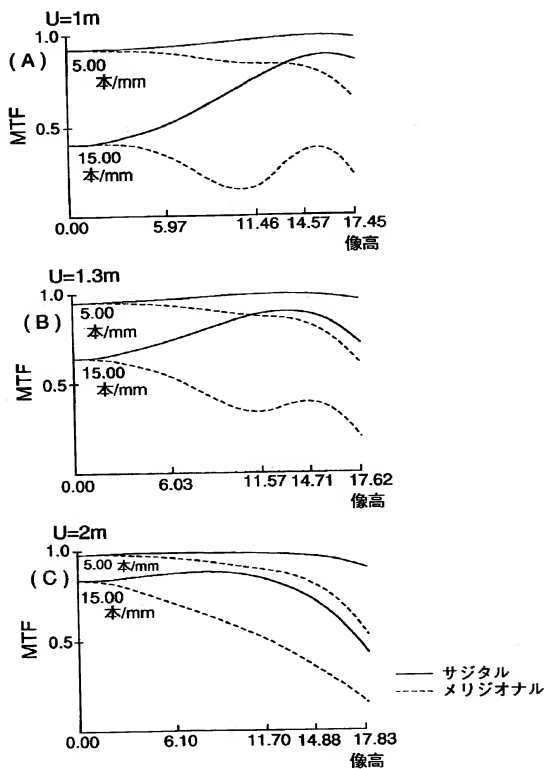 U=1m
(A)
1.0
5.00
本/mm
MTF
0.5
15.00
本/mm
0.00 5.97 11.46 14.57 17.45
像高
U=1.3m
(B)
1.0
5.00
本/mm
MTF
0.5
15.00
本/mm
0.00 6.03 11.57 14.71 17.62
像高
U=2m
(C)
1.0
5.00 本/mm
15.00
本/mm
MTF
0.5
0.00 6.10 11.70 14.88 17.83
像高
サジタル
メリジオナル